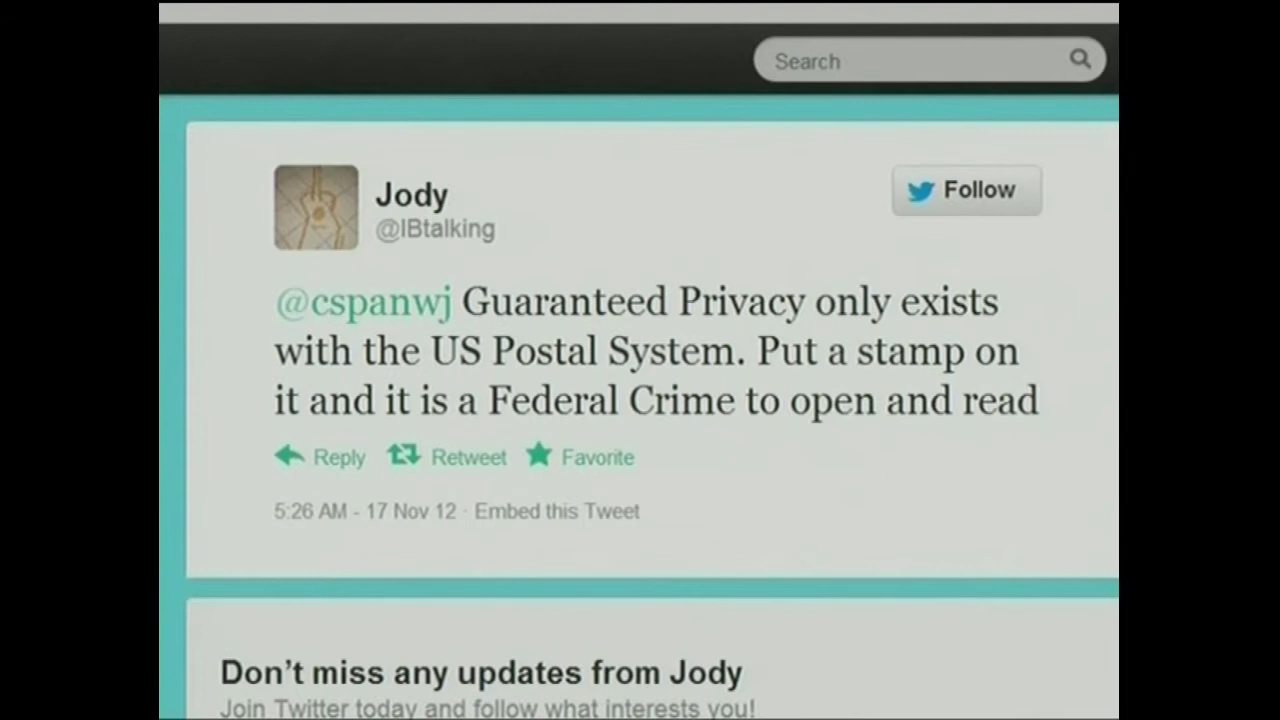 Search
Jody
Follow
@IBtalking
@cspanwj Guaranteed Privacy only exists
with the US Postal System. Put a stamp on
it and it is a Federal Crime to open and read
Reply Retweet Favorite
5:26 AM - 17 Nov 12 · Embed this Tweet
Don't miss any updates from Jody
Join Twitter today and follow what interests you!